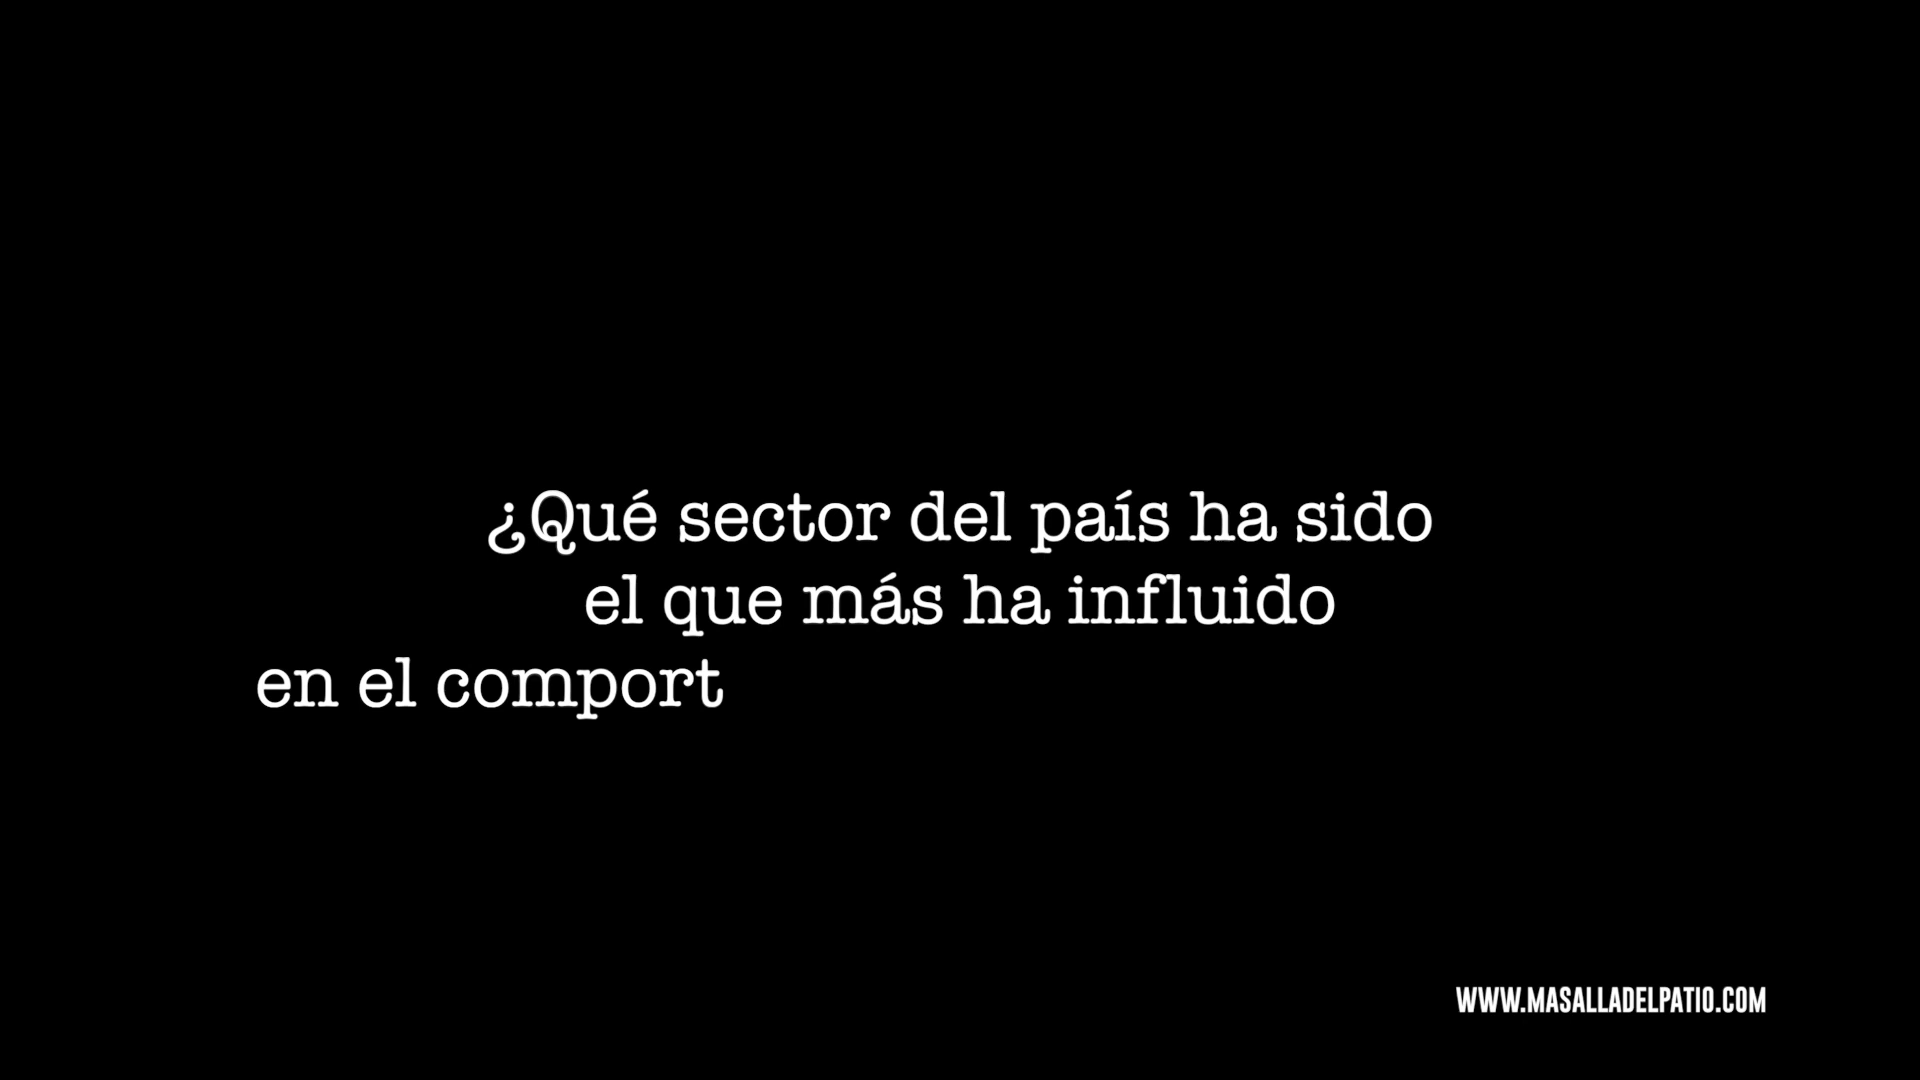 ¿Qué sector del país ha sido
el que más ha influido
en el comport
WWW.MASALLADELPATIO.COM